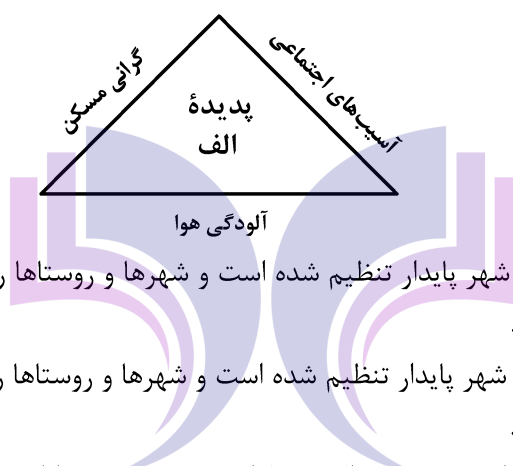 گرانی مسکن
آسیب‌های اجتماعی
پدیدۀ
الف
آلودگی هوا
شهر پایدار تنظیم شده است و شهرها و روستاها ر
.
شهر پایدار تنظیم شده است و شهرها و روستاها ر
.